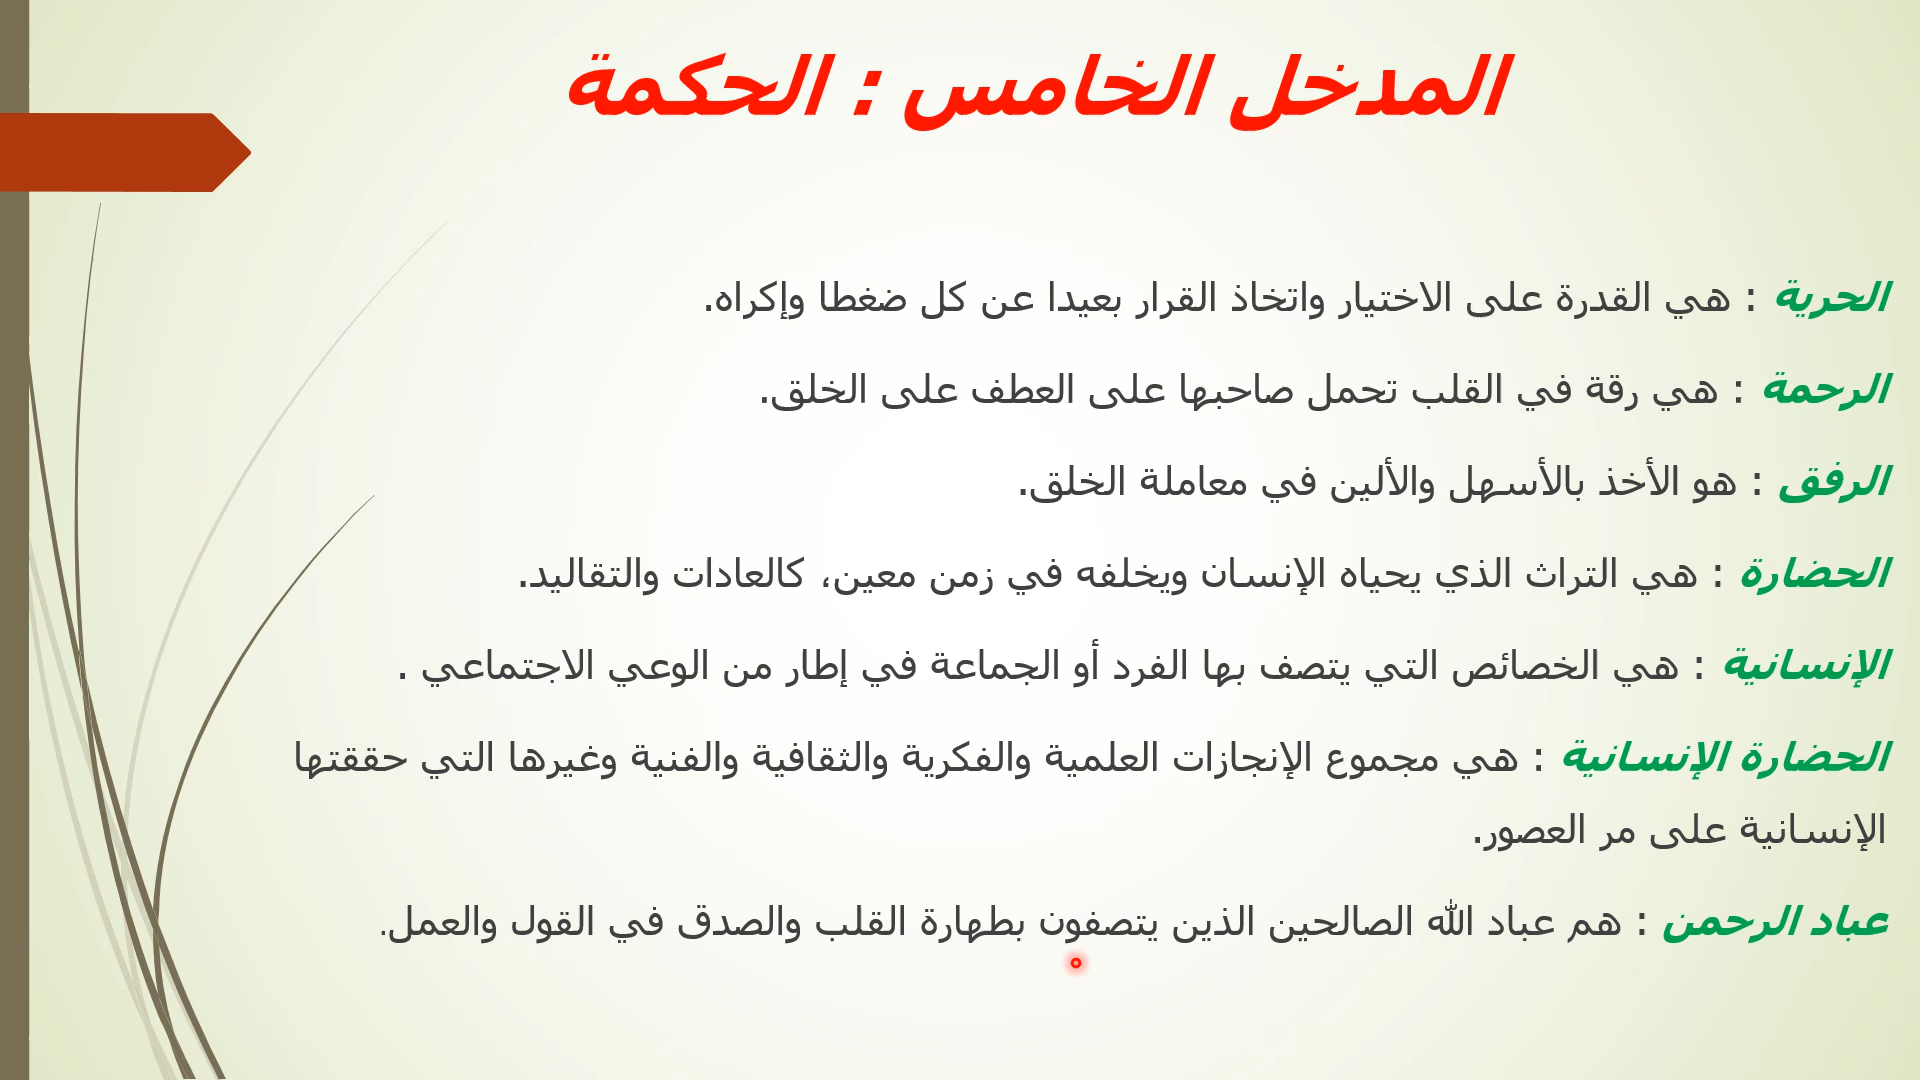 المدخل الخامس : الحكمة
الحرية : هي القدرة على الاختيار واتخاذ القرار بعيدا عن كل ضغطا وإكراه.
الرحمة : هي رقة في القلب تحمل صاحبها على العطف على الخلق.
الرفق : هو الأخذ بالأسهل والألين في معاملة الخلق.
الحضارة : هي التراث الذي يحياه الإنسان ويخلفه في زمن معين، كالعادات والتقاليد.
الإنسانية : هي الخصائص التي يتصف بها الفرد أو الجماعة في إطار من الوعي الاجتماعي .
الحضارة الإنسانية : هي مجموع الإنجازات العلمية والفكرية والثقافية والفنية وغيرها التي حققتها
الإنسانية على مر العصور.
عباد الرحمن : هم عباد الله الصالحين الذين يتصفون بطهارة القلب والصدق في القول والعمل.